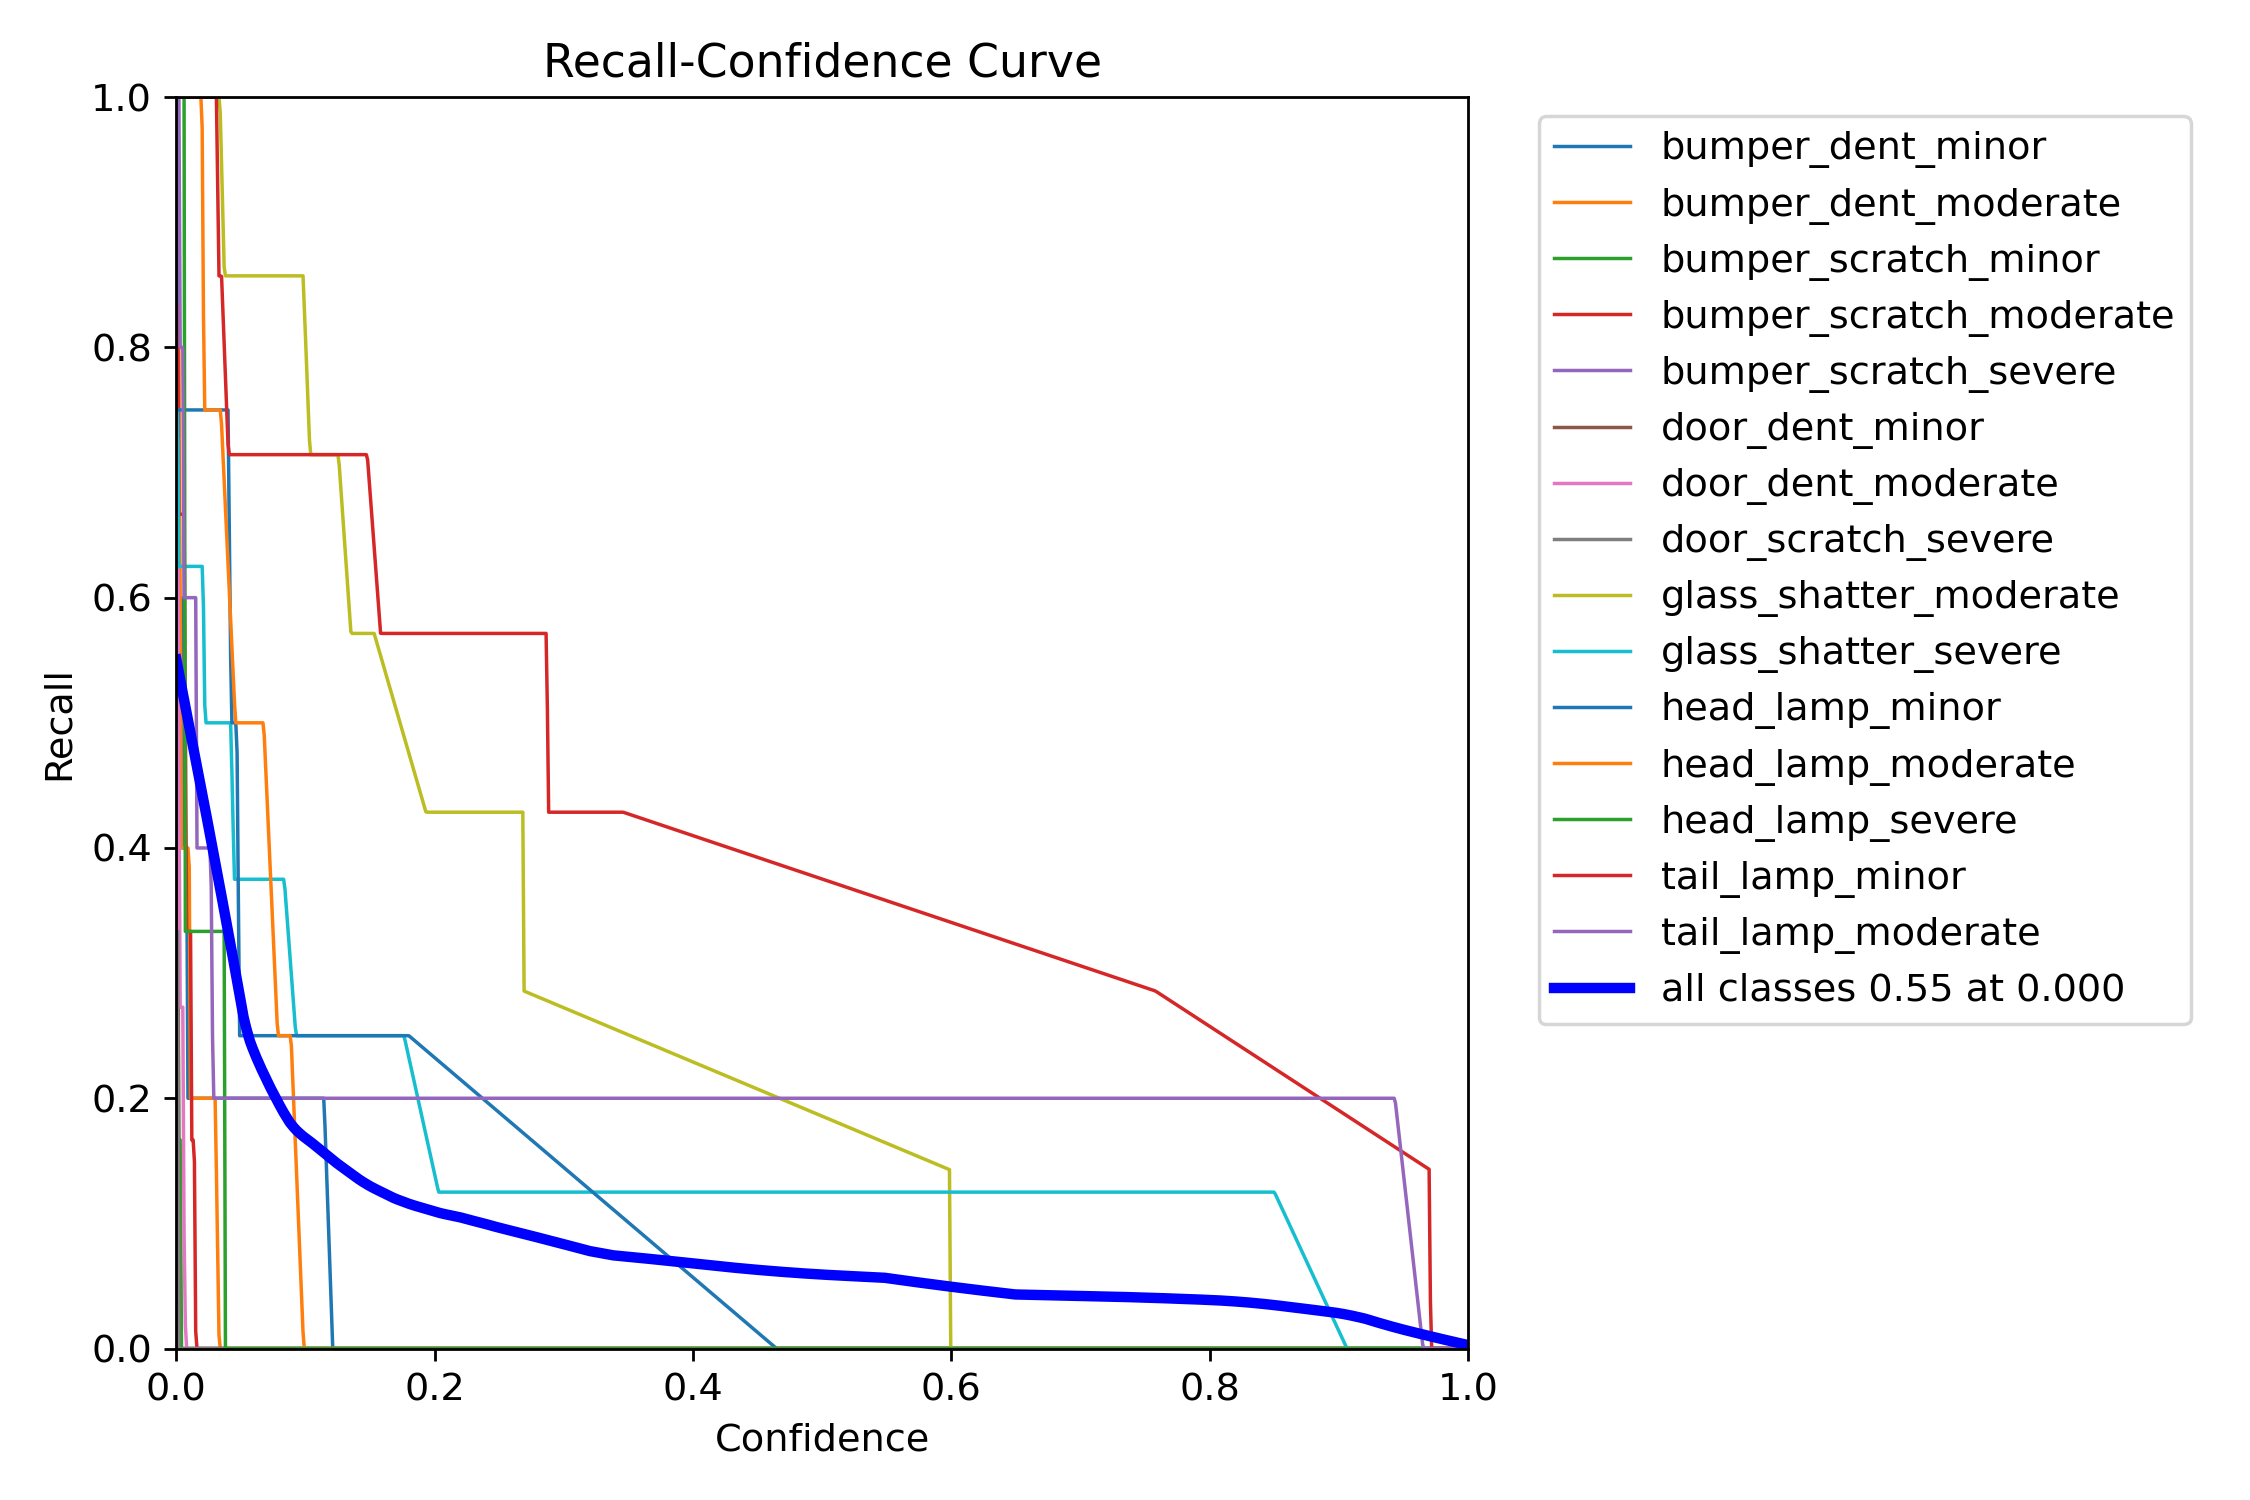 Recall-Confidence Curve
1.0
0.8
0.6
0.4
0.2
0.0
Recall
0.0 0.2 0.4 0.6 0.8 1.0
Confidence
bumper_dent_minor
bumper_dent_moderate
bumper_scratch_minor
bumper_scratch_moderate
bumper_scratch_severe
door_dent_minor
door_dent_moderate
door_scratch_severe
glass_shatter_moderate
glass_shatter_severe
head_lamp_minor
head_lamp_moderate
head_lamp_severe
tail_lamp_minor
tail_lamp_moderate
all classes 0.55 at 0.000